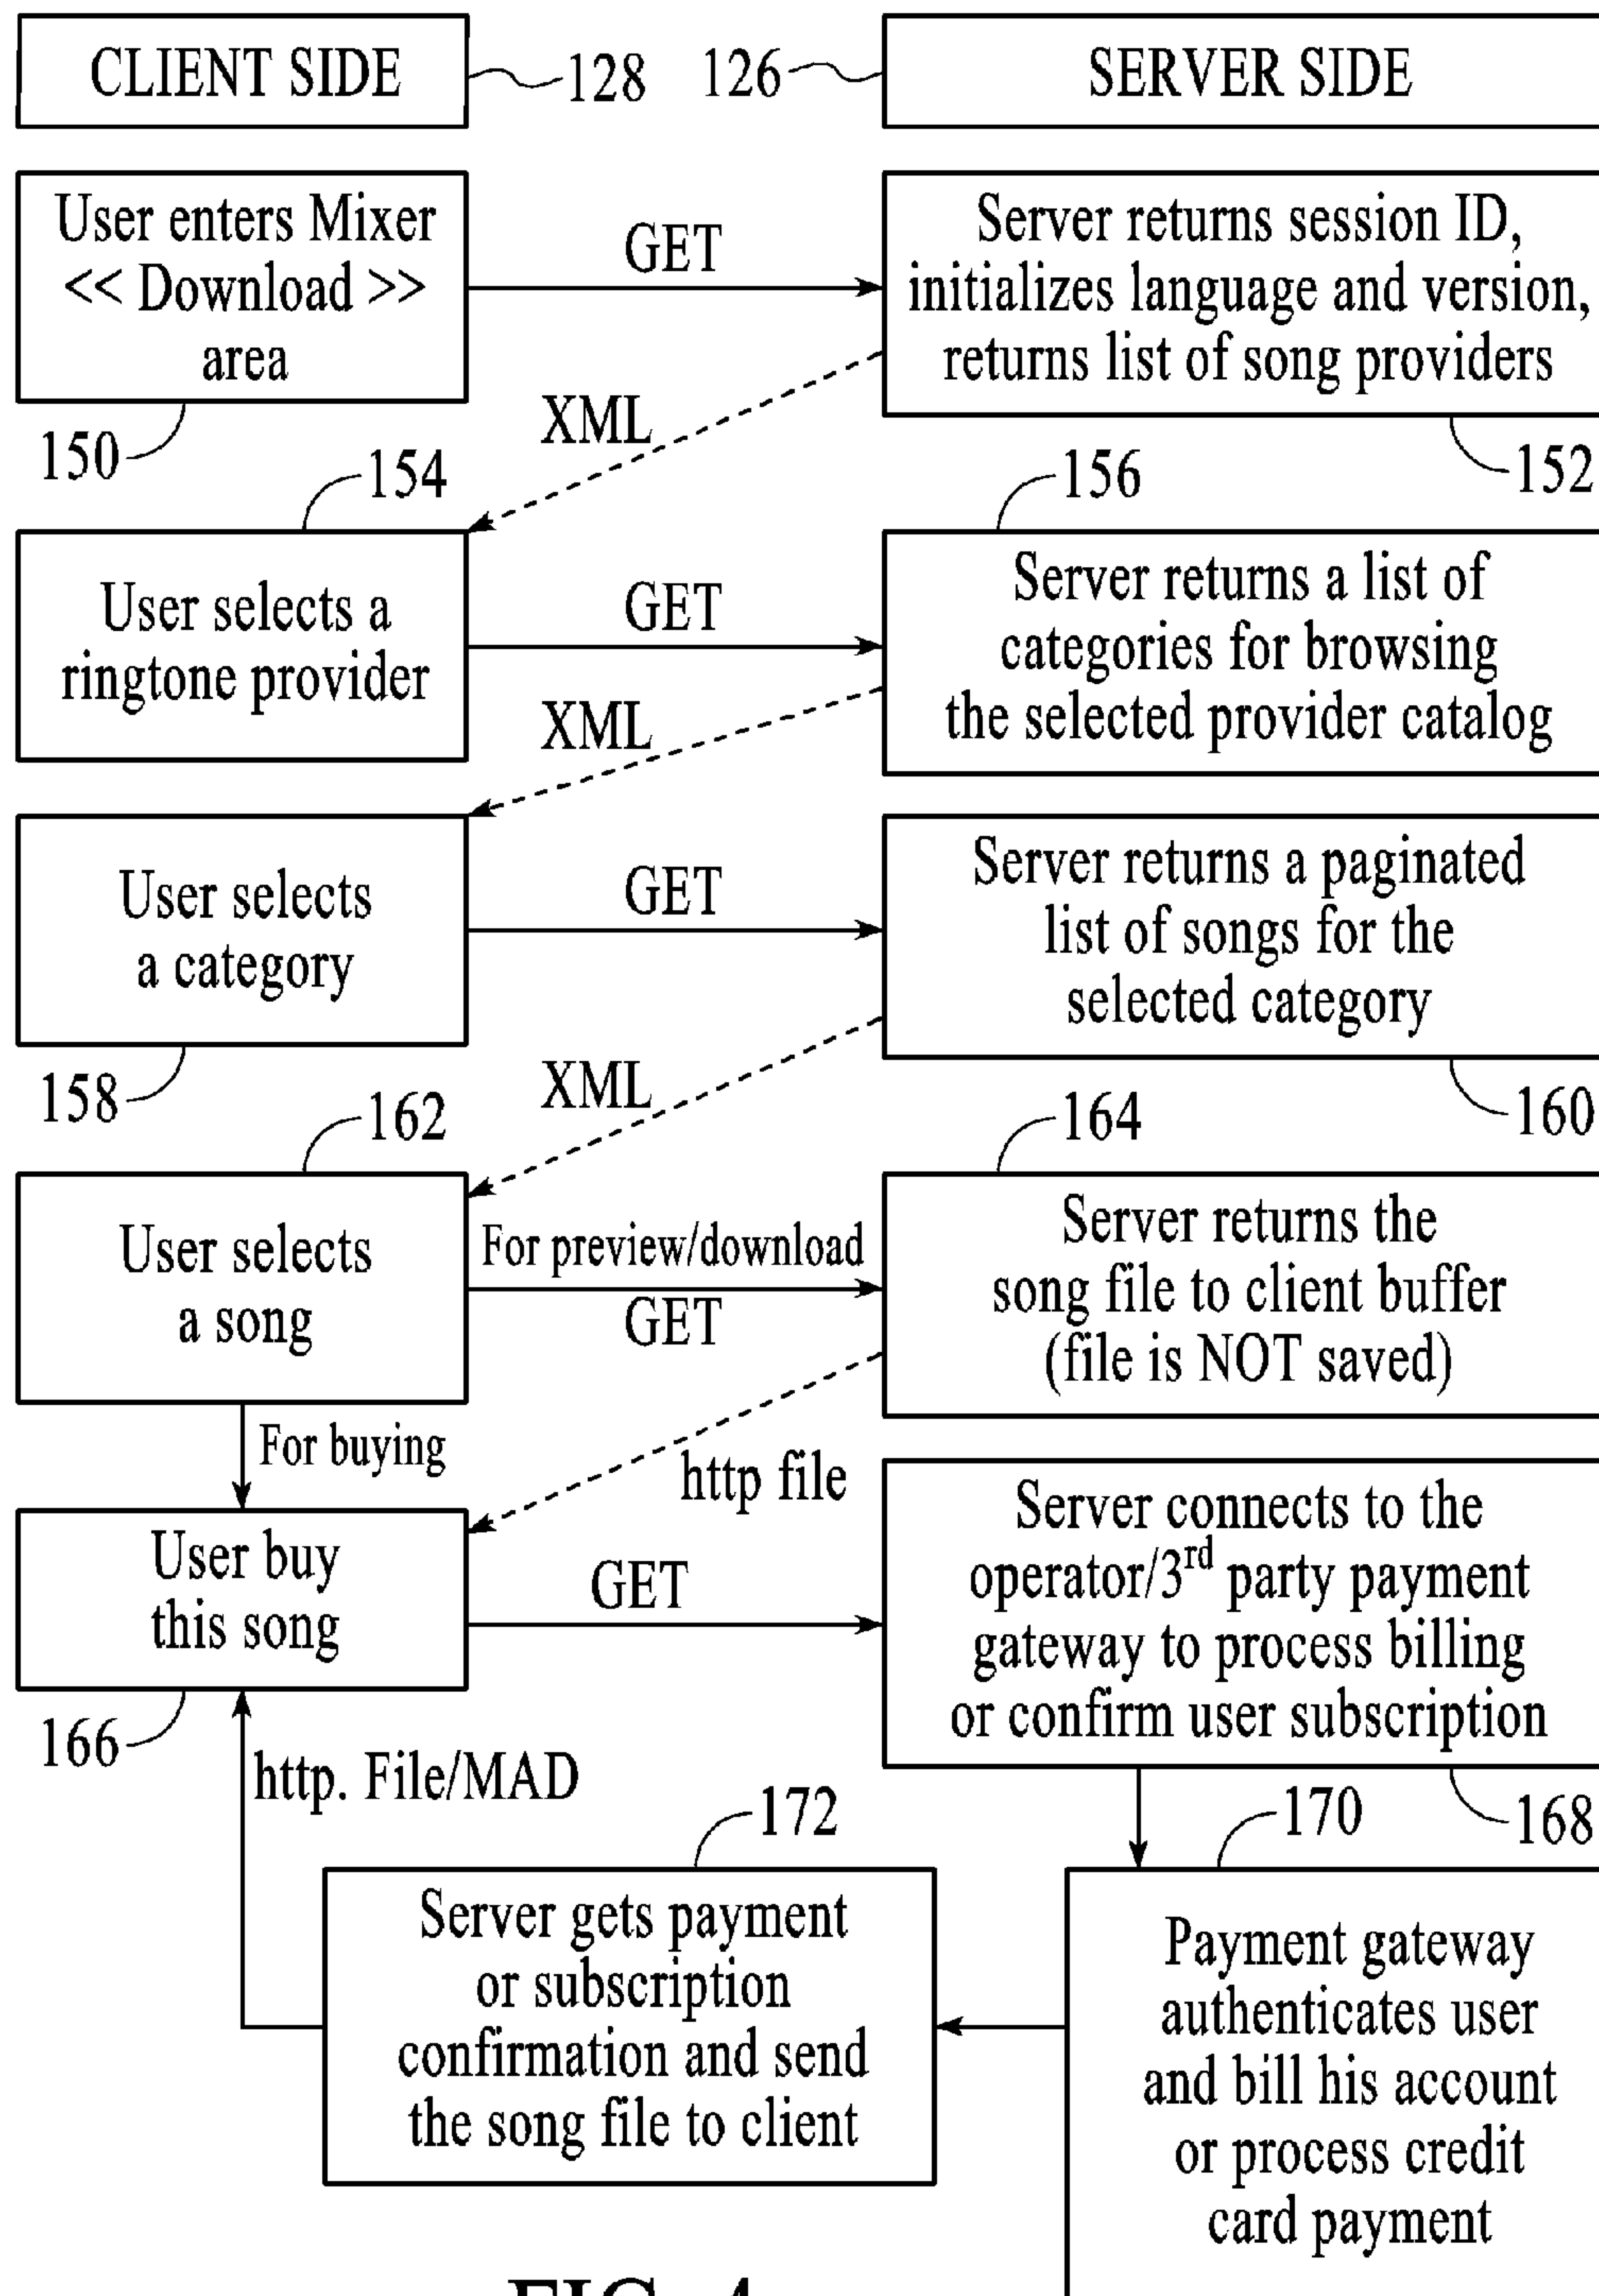 CLIENT SIDE
128
126
SERVER SIDE
User enters Mixer
<< Download >>
area
GET
Server returns session ID,
initializes language and version,
returns list of song providers
150
XML
152
154
156
User selects a
ringtone provider
GET
Server returns a list of
categories for browsing
the selected provider catalog
XML
User selects
a category
GET
Server returns a paginated
list of songs for the
selected category
158
XML
160
162
164
User selects
a song
For preview/download
GET
Server returns the
song file to client buffer
(file is NOT saved)
For buying
http file
User buy
this song
GET
Server connects to the
operator/3rd party payment
gateway to process billing
or confirm user subscription
166
http. File/MAD
168
172
170
Server gets payment
or subscription
confirmation and send
the song file to client
Payment gateway
authenticates user
and bill his account
or process credit
card payment
FIG. 4